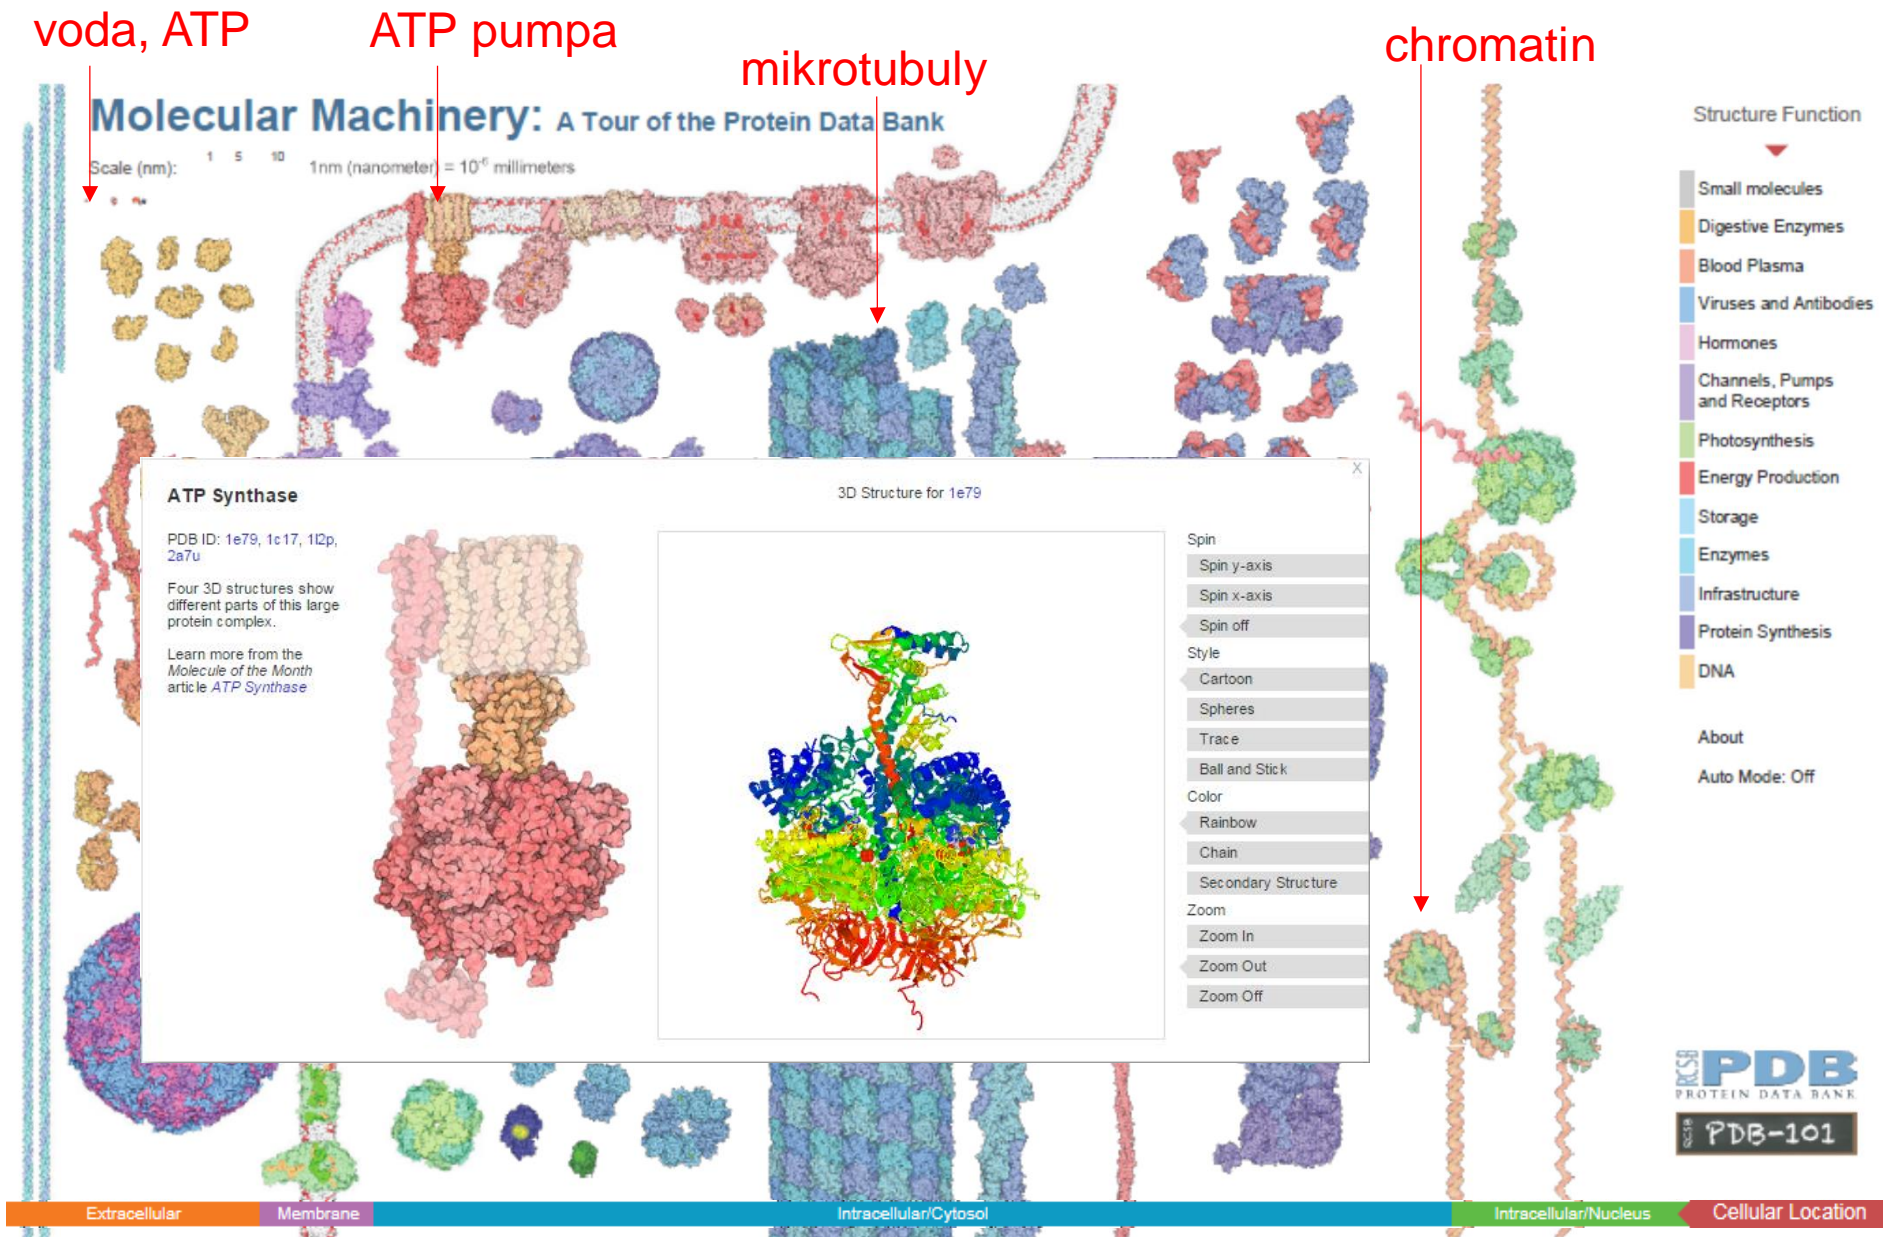 voda, ATP
ATP pumpa
mikrotubuly
chromatin
Molecular Machinery: A Tour of the Protein Data Bank
Scale (nm): 1 5 10 1nm (nanometer) = 10⁻⁶ millimeters
Structure Function
Small molecules
Digestive Enzymes
Blood Plasma
Viruses and Antibodies
Hormones
Channels, Pumps
and Receptors
Photosynthesis
Energy Production
Storage
Enzymes
Infrastructure
Protein Synthesis
DNA
About
Auto Mode: Off
X
ATP Synthase
PDB ID: 1e79, 1c17, 1l2p,
2a7u
Four 3D structures show
different parts of this large
protein complex.
Learn more from the
Molecule of the Month
article ATP Synthase
3D Structure for 1e79
Spin
Spin y-axis
Spin x-axis
Spin off
Style
Cartoon
Spheres
Trace
Ball and Stick
Color
Rainbow
Chain
Secondary Structure
Zoom
Zoom In
Zoom Out
Zoom Off
RCSB PDB
PROTEIN DATA BANK
RCSB PDB-101
Extracellular
Membrane
Intracellular/Cytosol
Intracellular/Nucleus
Cellular Location